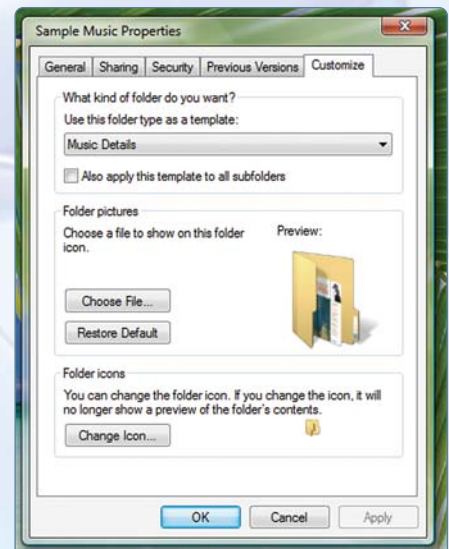 Sample Music Properties
General Sharing Security Previous Versions Customize
What kind of folder do you want?
Use this folder type as a template:
Music Details
Also apply this template to all subfolders
Folder pictures
Choose a file to show on this folder
icon.
Preview:
Choose File...
Restore Default
Folder icons
You can change the folder icon. If you change the icon, it will
no longer show a preview of the folder's contents.
Change Icon...
OK Cancel Apply